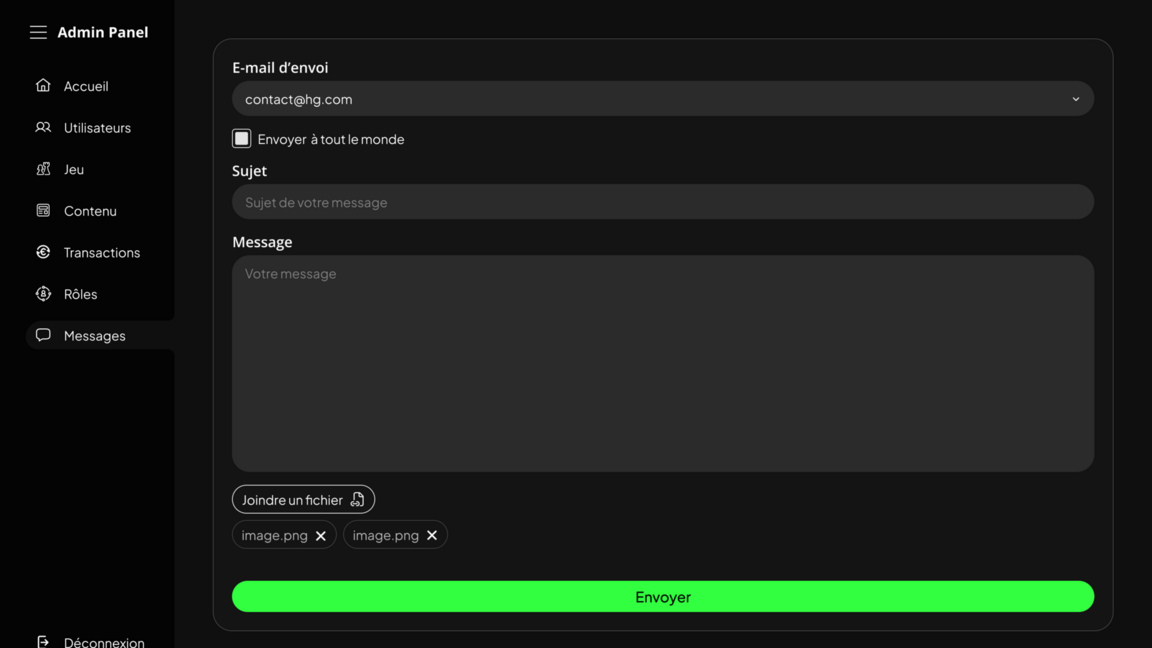 Admin Panel
Accueil
Utilisateurs
Jeu
Contenu
Transactions
Rôles
Messages
Déconnexion
E-mail d’envoi
contact@hg.com
Envoyer à tout le monde
Sujet
Sujet de votre message
Message
Votre message
Joindre un fichier
image.png
image.png
Envoyer